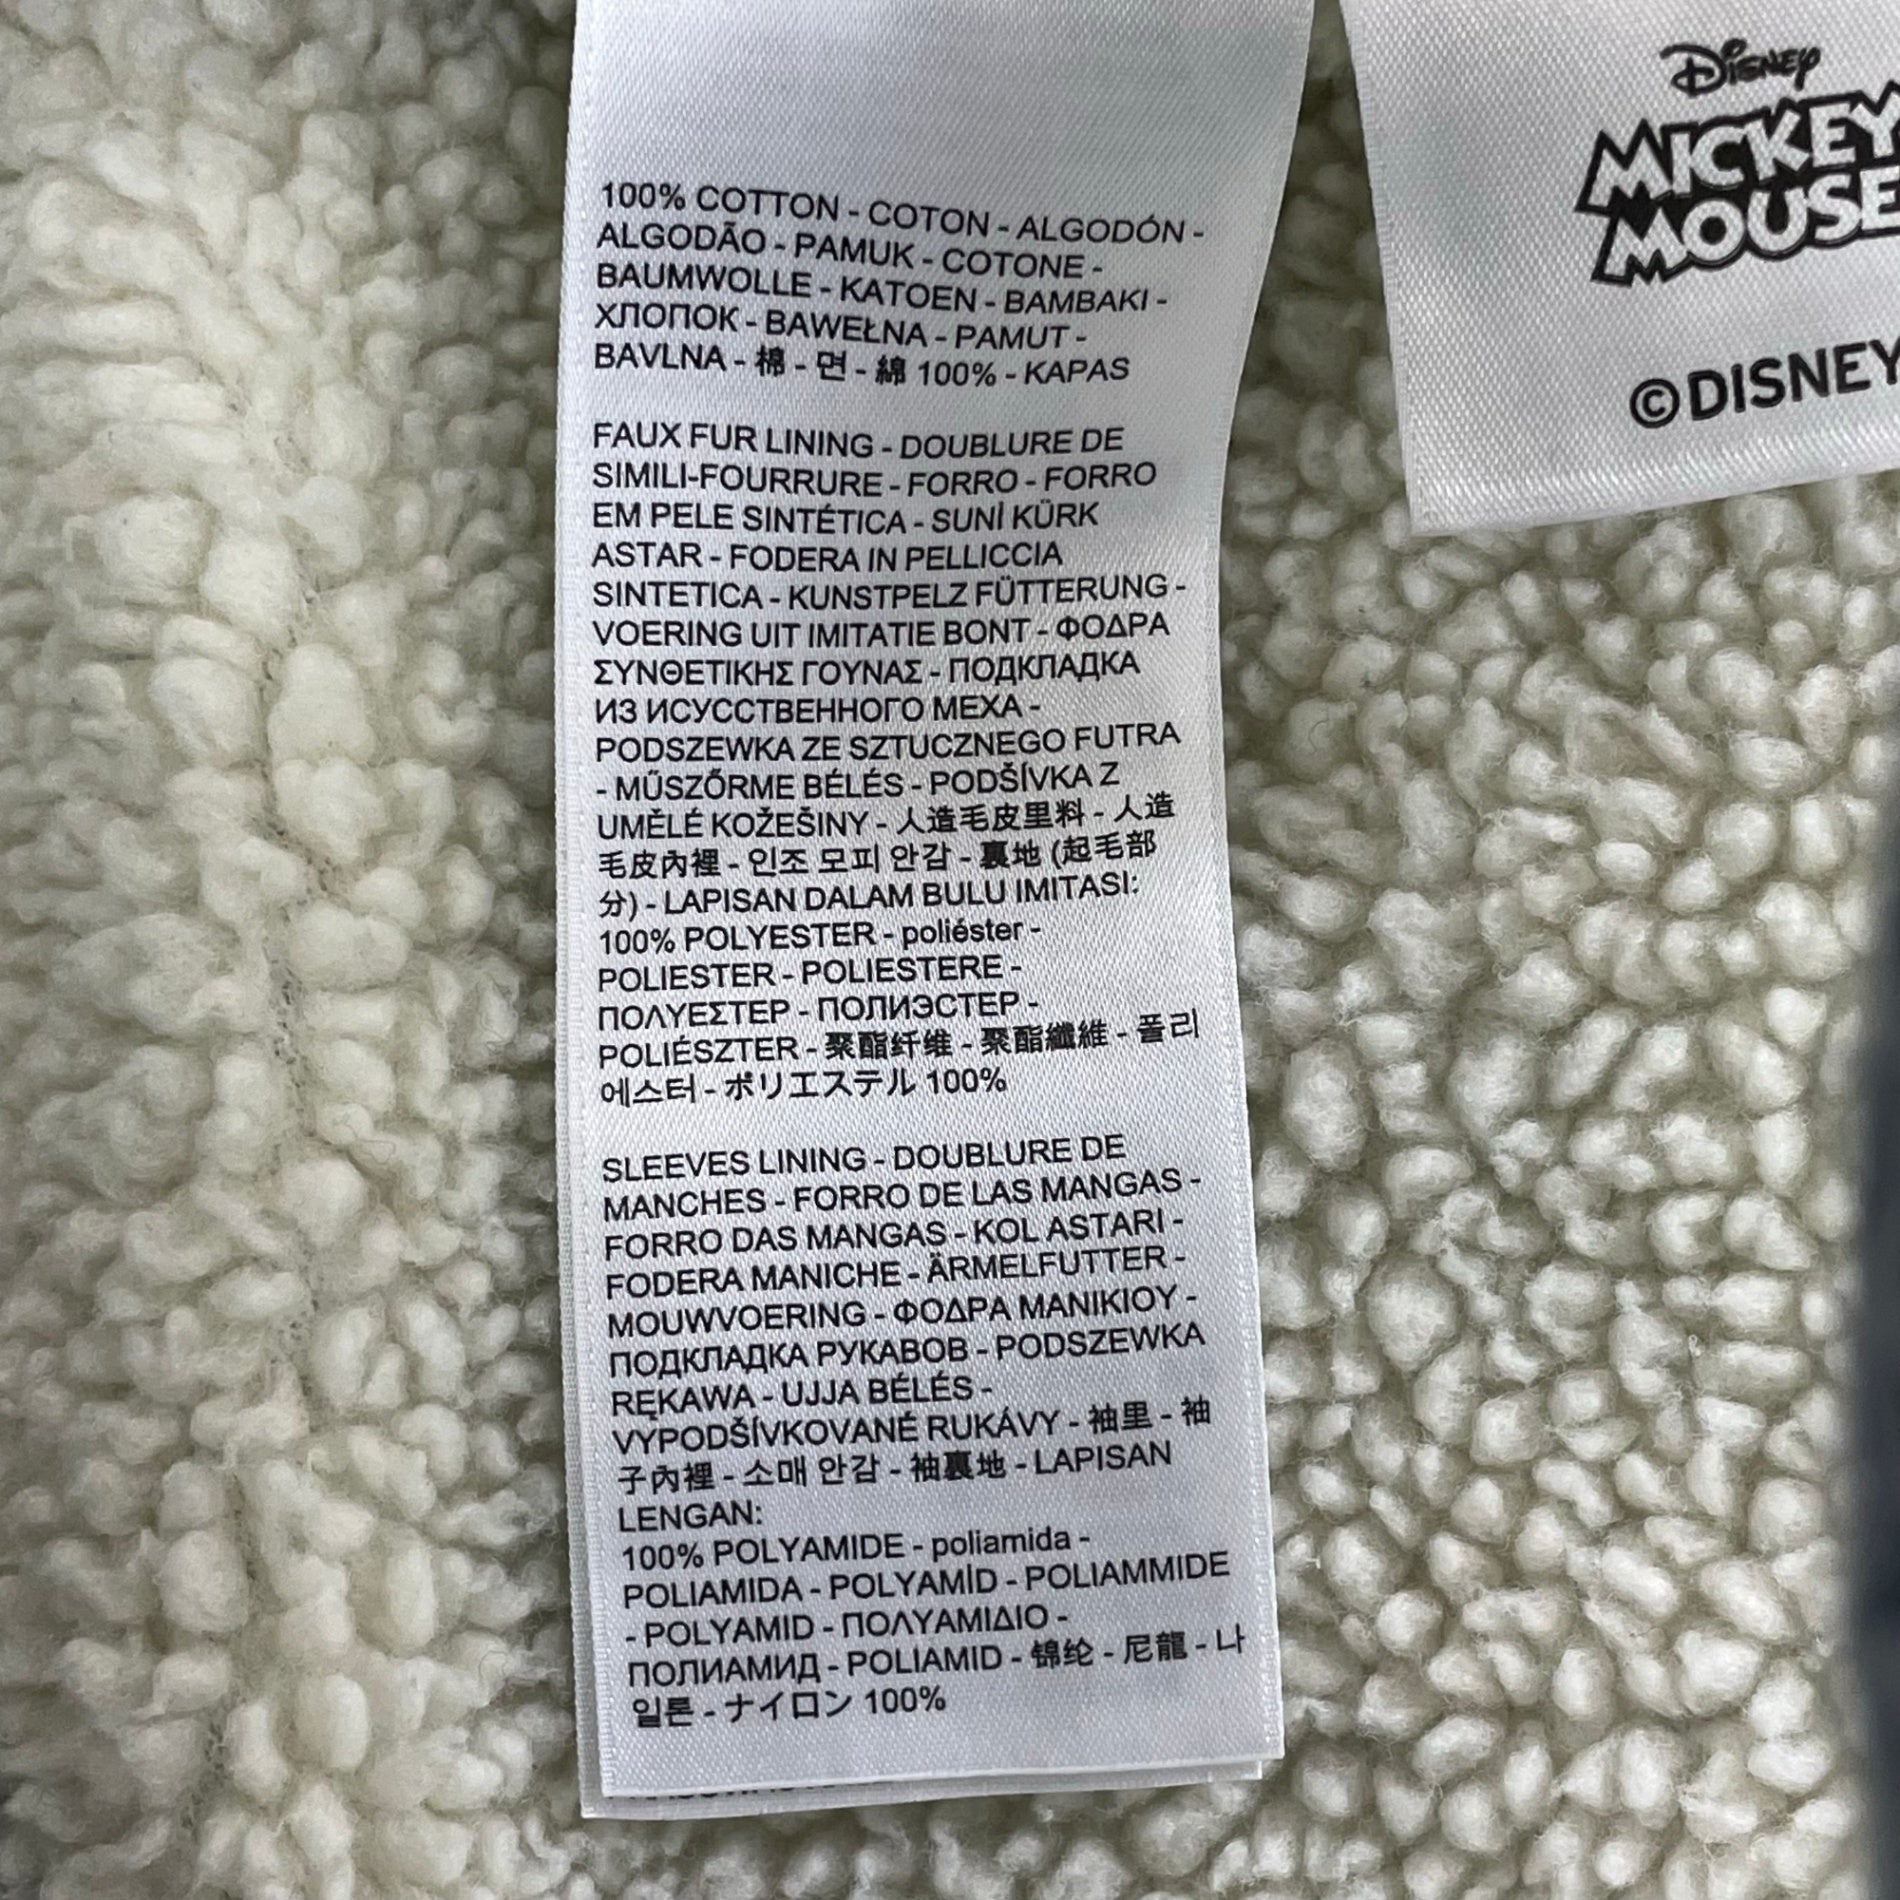 100% COTTON - COTON - ALGODÓN -
ALGODÃO - PAMUK - COTONE -
BAUMWOLLE - KATOEN - BAMBAKI -
ХЛОПОК - BAWEŁNA - PAMUT -
BAVLNA - 棉 - 면 - 綿 100% - KAPAS
FAUX FUR LINING - DOUBLURE DE
SIMILI-FOURRURE - FORRO - FORRO
EM PELE SINTÉTICA - SUNİ KÜRK
ASTAR - FODERA IN PELLICCIA
SINTETICA - KUNSTPELZ FÜTTERUNG -
VOERING UIT IMITATIE BONT - ΦΟΔΡΑ
ΣΥΝΘΕΤΙΚΗΣ ΓΟΥΝΑΣ - ПОДКЛАДКА
ИЗ ИСУССТВЕННОГО МЕХА -
PODSZEWKA ZE SZTUCZNEGO FUTRA
- MŰSZŐRME BÉLÉS - PODŠÍVKA Z
UMĚLÉ KOŽEŠINY - 人造毛皮里料 - 人造
毛皮內裡 - 인조 모피 안감 - 裏地 (起毛部
分) - LAPISAN DALAM BULU IMITASI:
100% POLYESTER - poliéster -
POLIESTER - POLIESTERE -
ΠΟΛΥΕΣΤΕΡ - ПОЛИЭСТЕР -
POLIÉSZTER - 聚酯纤维 - 聚酯纖維 - 폴리
에스터 - ポリエステル 100%
SLEEVES LINING - DOUBLURE DE
MANCHES - FORRO DE LAS MANGAS -
FORRO DAS MANGAS - KOL ASTARI -
FODERA MANICHE - ÄRMELFUTTER -
MOUWVOERING - ΦΟΔΡΑ ΜΑΝΙΚΙΟΥ -
ПОДКЛАДКА РУКАВОВ - PODSZEWKA
RĘKAWA - UJJA BÉLÉS -
VYPODŠÍVKOVANÉ RUKÁVY - 袖里 - 袖
子內裡 - 소매 안감 - 袖裏地 - LAPISAN
LENGAN:
100% POLYAMIDE - poliamida -
POLIAMIDA - POLYAMİD - POLIAMMIDE
- POLYAMID - ΠΟΛΥΑΜΙΔΙΟ -
ПОЛИАМИД - POLIAMID - 锦纶 - 尼龍 - 나
일론 - ナイロン 100%
Disney
MICKEY
MOUSE
©DISNEY